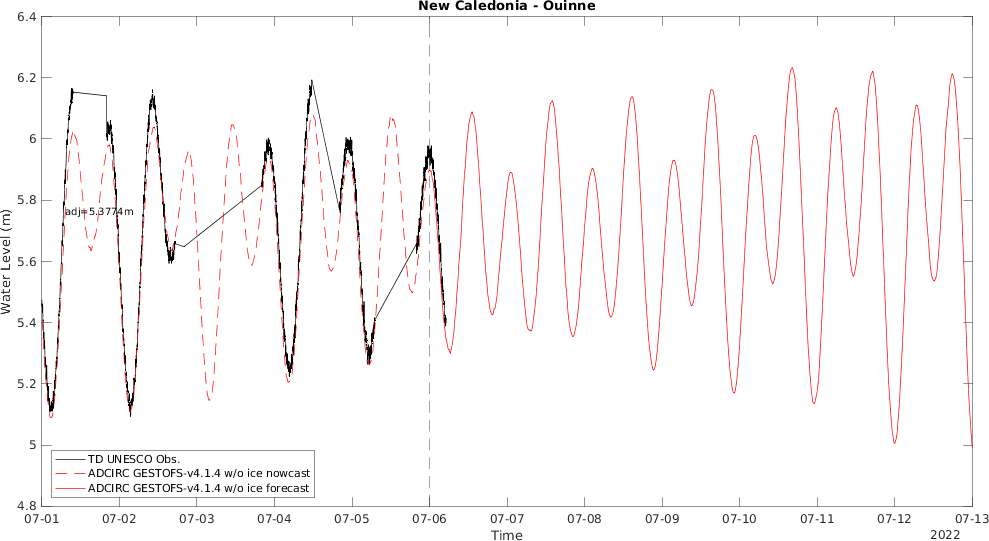 New Caledonia - Ouinne
6.4
6.2
6
5.8
5.6
5.4
5.2
5
4.8
Water Level (m)
adj=5.3774m
TD UNESCO Obs.
ADCIRC GESTOFS-v4.1.4 w/o ice nowcast
ADCIRC GESTOFS-v4.1.4 w/o ice forecast
07-01 07-02 07-03 07-04 07-05 07-06 07-07 07-08 07-09 07-10 07-11 07-12 07-13
Time
2022